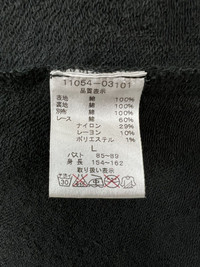 11054-03101
品質表示
表地 綿 100%
裏地 綿 100%
別布 綿 100%
レース 綿 60%
ナイロン 29%
レーヨン 10%
ポリエステル 1%
L
バスト 85~89
身長 154~162
取り扱い表示
30